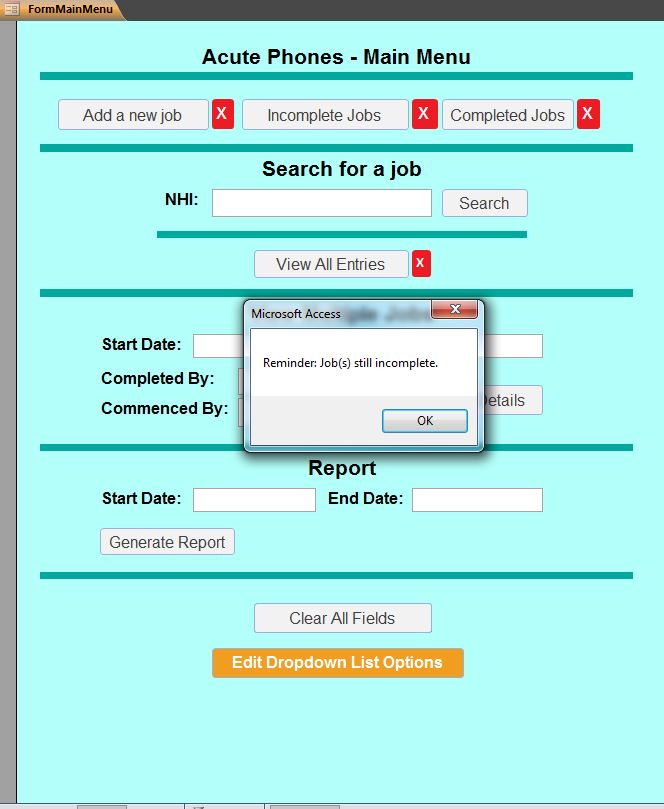 FormMainMenu
Acute Phones - Main Menu
Add a new job X Incomplete Jobs X Completed Jobs X
Search for a job
NHI: Search
View All Entries X
Jobs
Microsoft Access
Start Date:
Reminder: Job(s) still incomplete.
Completed By:
Details
Commenced By:
OK
Report
Start Date: End Date:
Generate Report
Clear All Fields
Edit Dropdown List Options